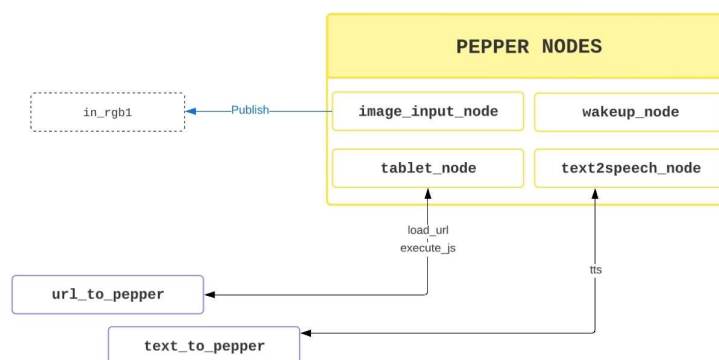 PEPPER NODES
in_rgb1
Publish
image_input_node
wakeup_node
tablet_node
text2speech_node
load_url
execute_js
tts
url_to_pepper
text_to_pepper